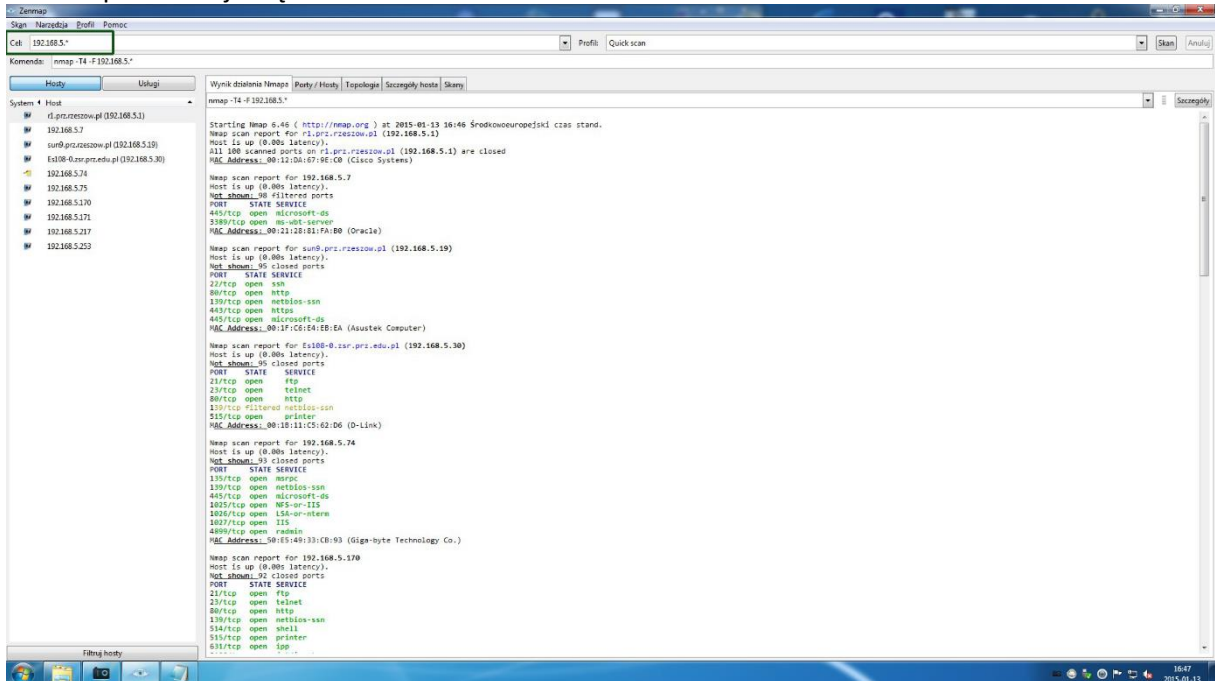 Zenmap
Skan Narzędzia Profil Pomoc
Cel: 192.168.5.* Profil: Quick scan Skan Anuluj
Komenda: nmap -T4 -F 192.168.5.*
Hosty Usługi
Wynik działania Nmapa Porty / Hosty Topologia Szczegóły hosta Skany
System Host
nmap -T4 -F 192.168.5.* Szczegóły
r1.prz.rzeszow.pl (192.168.5.1)
192.168.5.7
sun9.prz.rzeszow.pl (192.168.5.19)
Es108-0.zsr.prz.edu.pl (192.168.5.30)
192.168.5.74
192.168.5.75
192.168.5.170
192.168.5.171
192.168.5.217
192.168.5.253
Filtruj hosty
Starting Nmap 6.46 ( http://nmap.org ) at 2015-01-13 16:46 Środkowoeuropejski czas stand.
Nmap scan report for r1.prz.rzeszow.pl (192.168.5.1)
Host is up (0.00s latency).
All 100 scanned ports on r1.prz.rzeszow.pl (192.168.5.1) are closed
MAC Address: 00:12:DA:67:9E:C0 (Cisco Systems)
Nmap scan report for 192.168.5.7
Host is up (0.00s latency).
Not shown: 98 filtered ports
PORT STATE SERVICE
445/tcp open microsoft-ds
3389/tcp open ms-wbt-server
MAC Address: 00:21:28:81:FA:B0 (Oracle)
Nmap scan report for sun9.prz.rzeszow.pl (192.168.5.19)
Host is up (0.00s latency).
Not shown: 95 closed ports
PORT STATE SERVICE
22/tcp open ssh
80/tcp open http
139/tcp open netbios-ssn
443/tcp open https
445/tcp open microsoft-ds
MAC Address: 00:1F:C6:E4:EB:EA (Asustek Computer)
Nmap scan report for Es108-0.zsr.prz.edu.pl (192.168.5.30)
Host is up (0.00s latency).
Not shown: 95 closed ports
PORT STATE SERVICE
21/tcp open ftp
23/tcp open telnet
80/tcp open http
139/tcp filtered netbios-ssn
515/tcp open printer
MAC Address: 00:18:11:C5:62:D6 (D-Link)
Nmap scan report for 192.168.5.74
Host is up (0.00s latency).
Not shown: 93 closed ports
PORT STATE SERVICE
135/tcp open msrpc
139/tcp open netbios-ssn
445/tcp open microsoft-ds
1025/tcp open NFS-or-IIS
1026/tcp open LSA-or-nterm
1027/tcp open IIS
4899/tcp open radmin
MAC Address: 50:E5:49:33:CB:93 (Giga-byte Technology Co.)
Nmap scan report for 192.168.5.170
Host is up (0.00s latency).
Not shown: 92 closed ports
PORT STATE SERVICE
21/tcp open ftp
23/tcp open telnet
80/tcp open http
139/tcp open netbios-ssn
514/tcp open shell
515/tcp open printer
631/tcp open ipp
16:47
2015-01-13